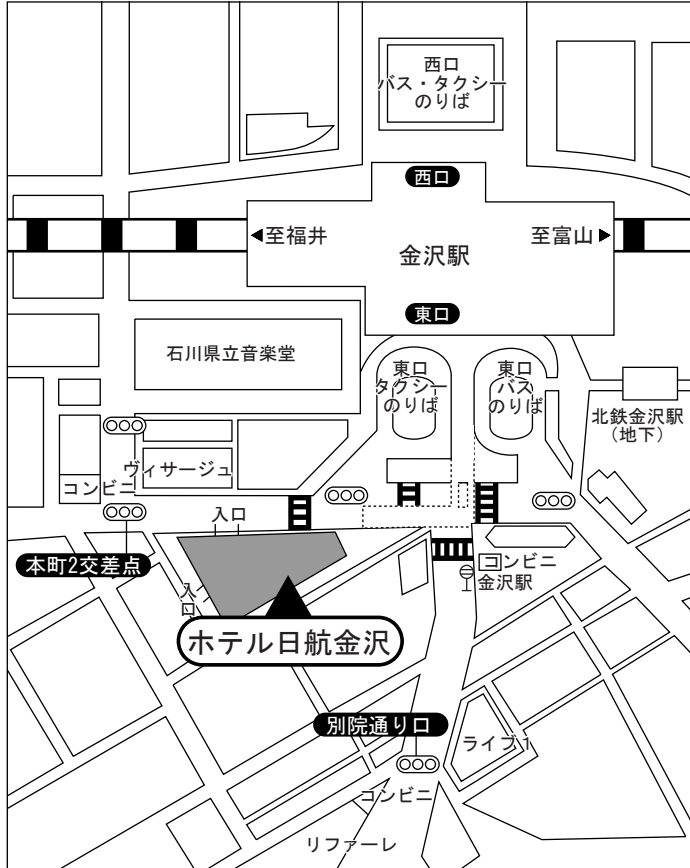 西口
バス・タクシー
のりば
西口
◀至福井
至富山▶
金沢駅
東口
石川県立音楽堂
東口
タクシー
のりば
東口
バス
のりば
北鉄金沢駅
（地下）
ヴィサージュ
コンビニ
入口
本町2交差点
入口
コンビニ
金沢駅
ホテル日航金沢
別院通り口
ライブ1
コンビニ
リファーレ